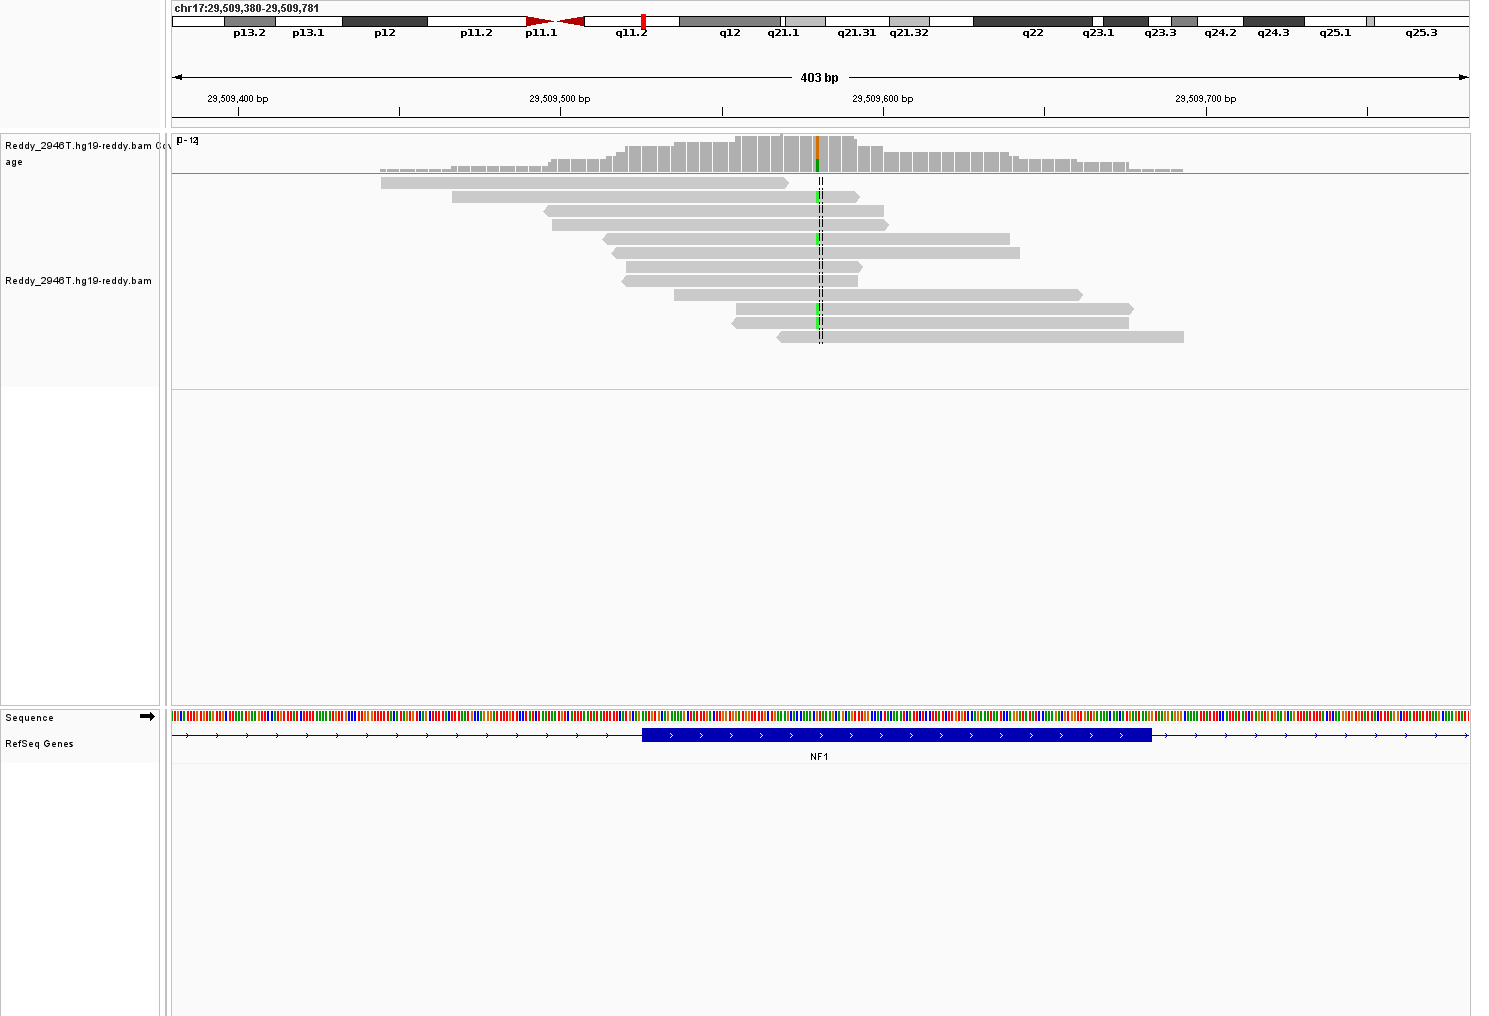 chr17:29,509,380-29,509,781
p13.2 p13.1 p12 p11.2 p11.1 q11.2 q12 q21.1 q21.31 q21.32 q22 q23.1 q23.3 q24.2 q24.3 q25.1 q25.3
403 bp
29,509,400 bp 29,509,500 bp 29,509,600 bp 29,509,700 bp
Reddy_2946T.hg19-reddy.bam Cov
age
[0 - 12]
Reddy_2946T.hg19-reddy.bam
Sequence
RefSeq Genes
NF1